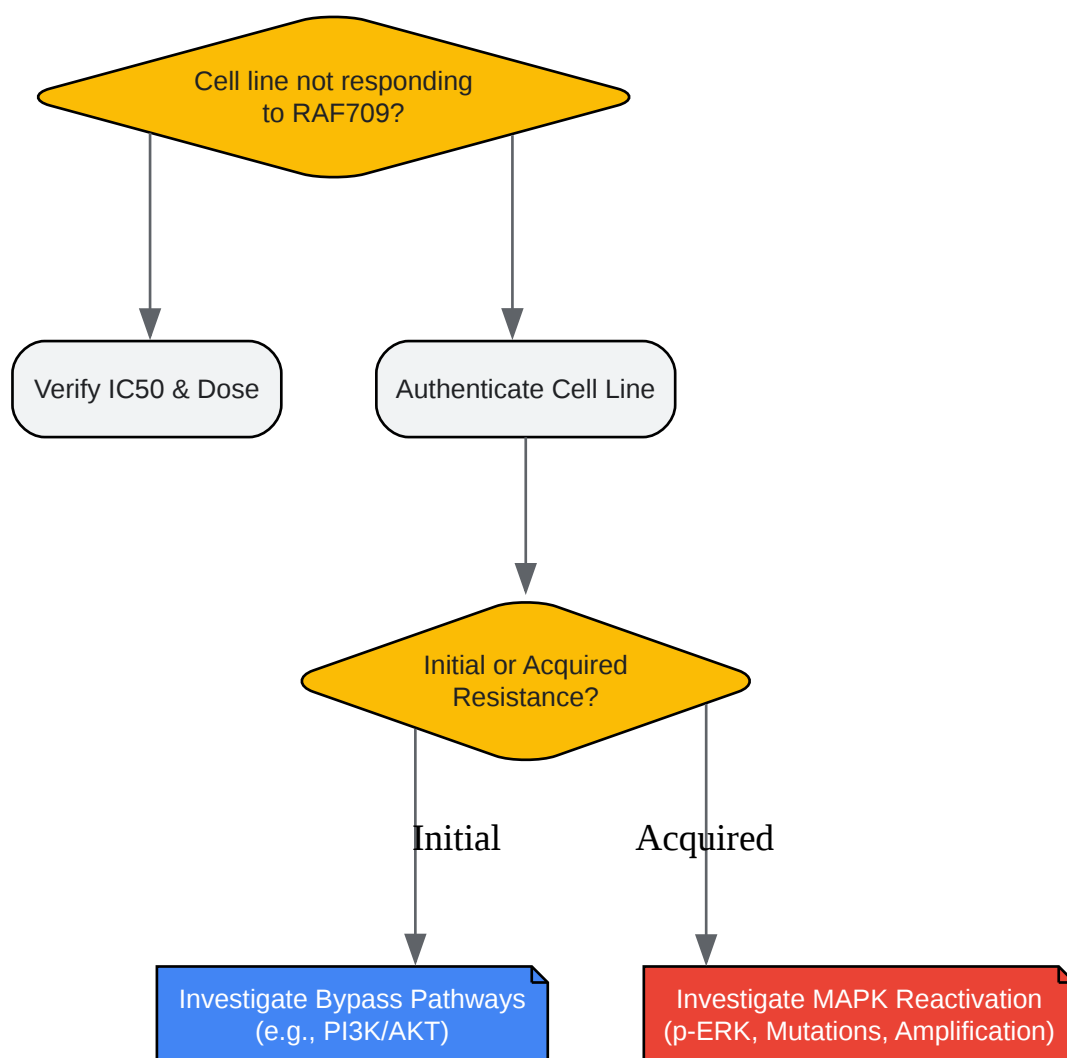 Cell line not responding
to RAF709?
Verify IC50 & Dose
Authenticate Cell Line
Initial or Acquired
Resistance?
Initial
Acquired
Investigate Bypass Pathways
(e.g., PI3K/AKT)
Investigate MAPK Reactivation
(p-ERK, Mutations, Amplification)